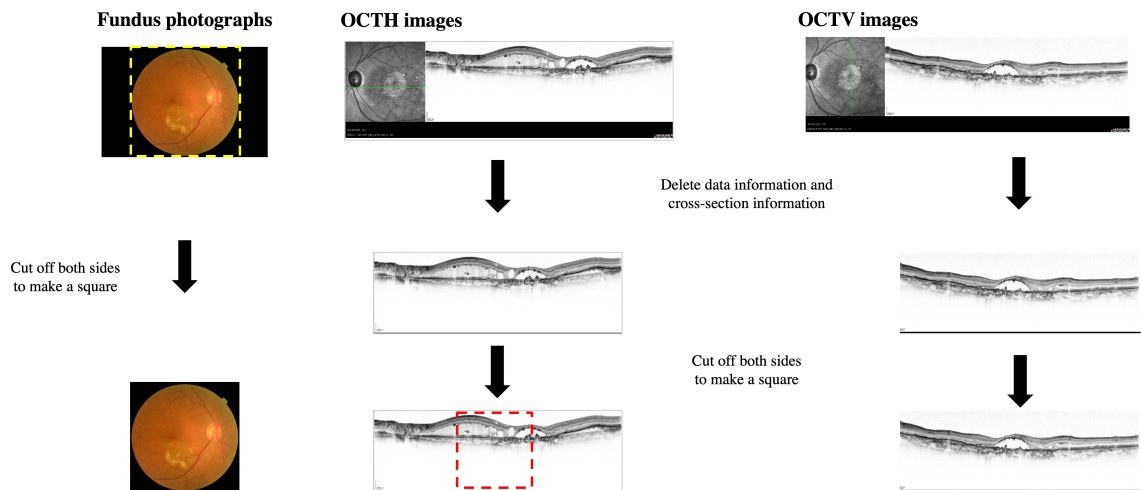 Fundus photographs
OCTH images
OCTV images
Delete data information and
cross-section information
Cut off both sides
to make a square
Cut off both sides
to make a square